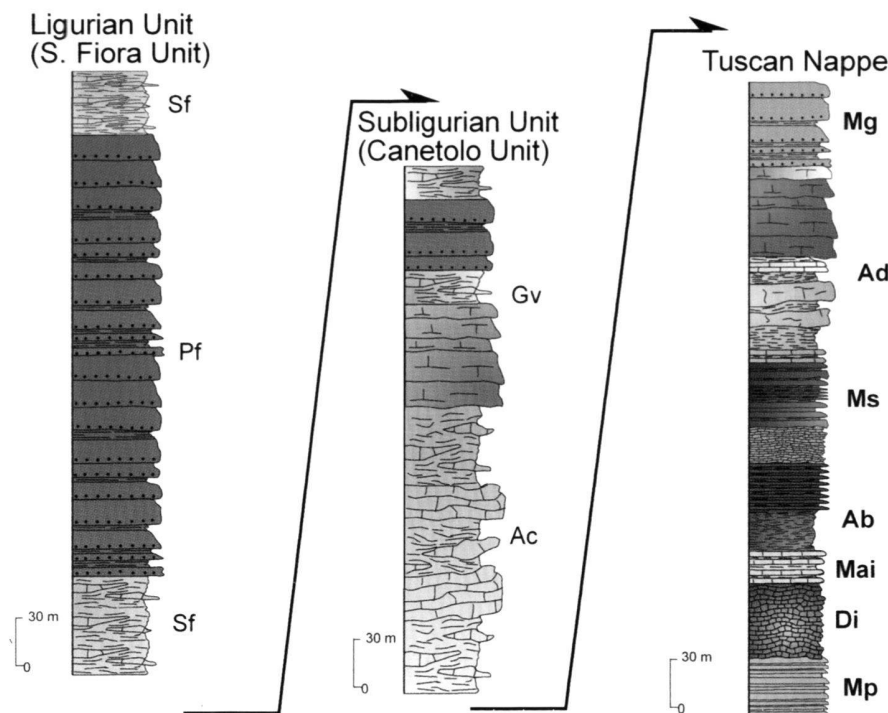 Ligurian Unit
(S. Fiora Unit)
Sf
Pf
Sf
30 m
0
Subligurian Unit
(Canetolo Unit)
Gv
Ac
30 m
0
Tuscan Nappe
Mg
Ad
Ms
Ab
Mai
Di
Mp
30 m
0